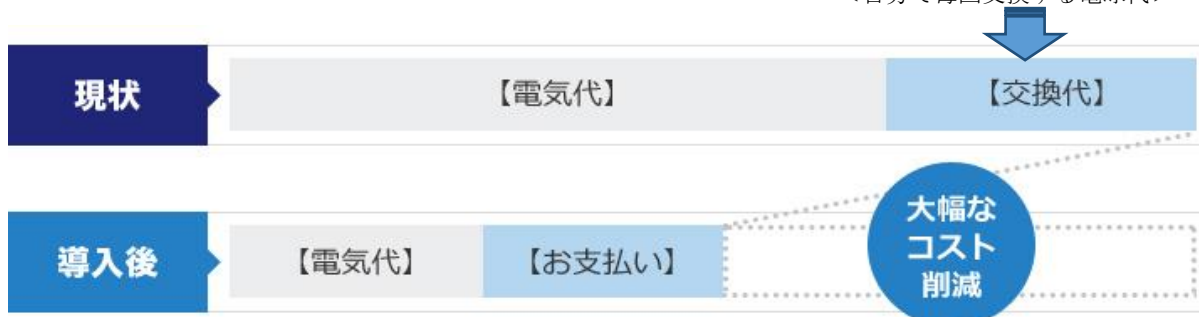 現状
【電気代】
【交換代】
大幅な
コスト
削減
導入後
【電気代】
【お支払い】